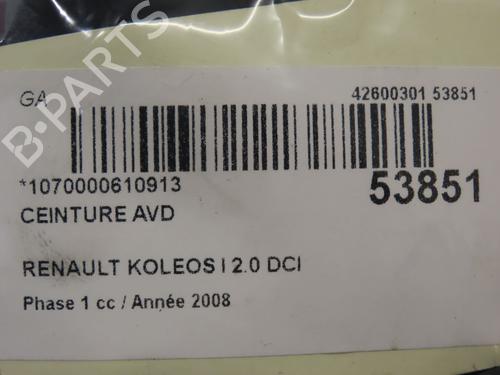 GA 42600301 53851
*1070000610913 53851
CEINTURE AVD
RENAULT KOLEOS I 2.0 DCI
Phase 1 cc / Année 2008
B-PARTS